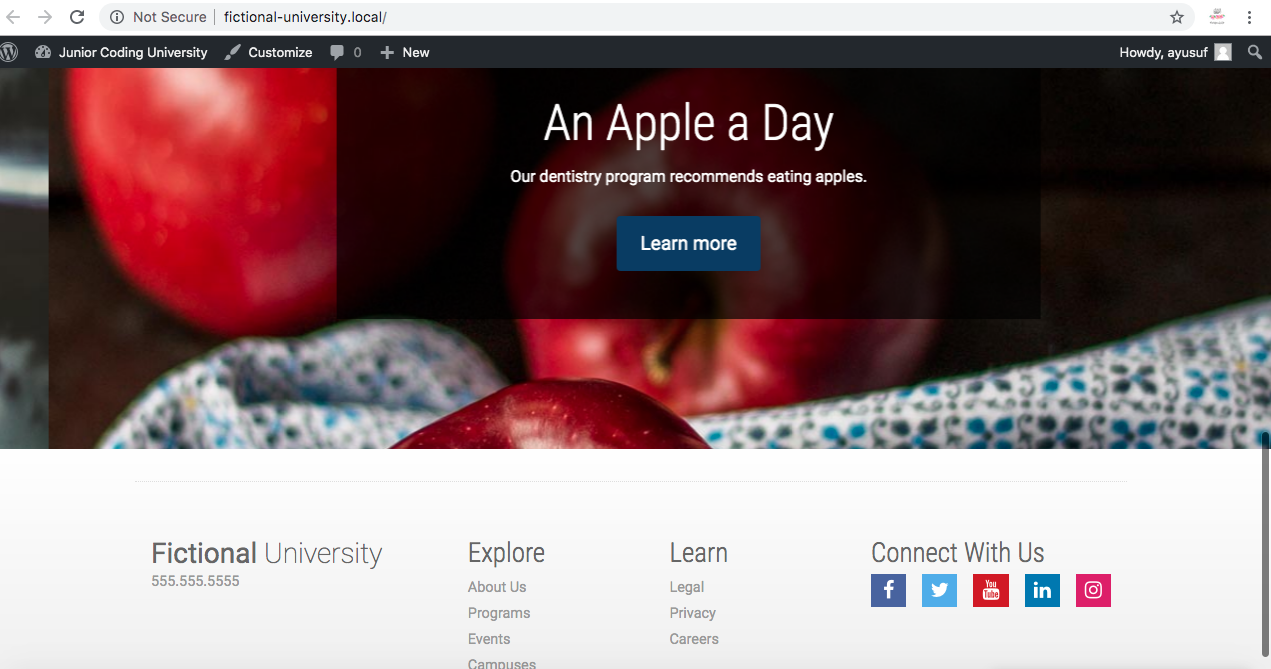 Not Secure | fictional-university.local/
Junior Coding University Customize 0 New Howdy, ayusuf
An Apple a Day
Our dentistry program recommends eating apples.
Learn more
Fictional University
555.555.5555
Explore
About Us
Programs
Events
Campuses
Learn
Legal
Privacy
Careers
Connect With Us
You Tube